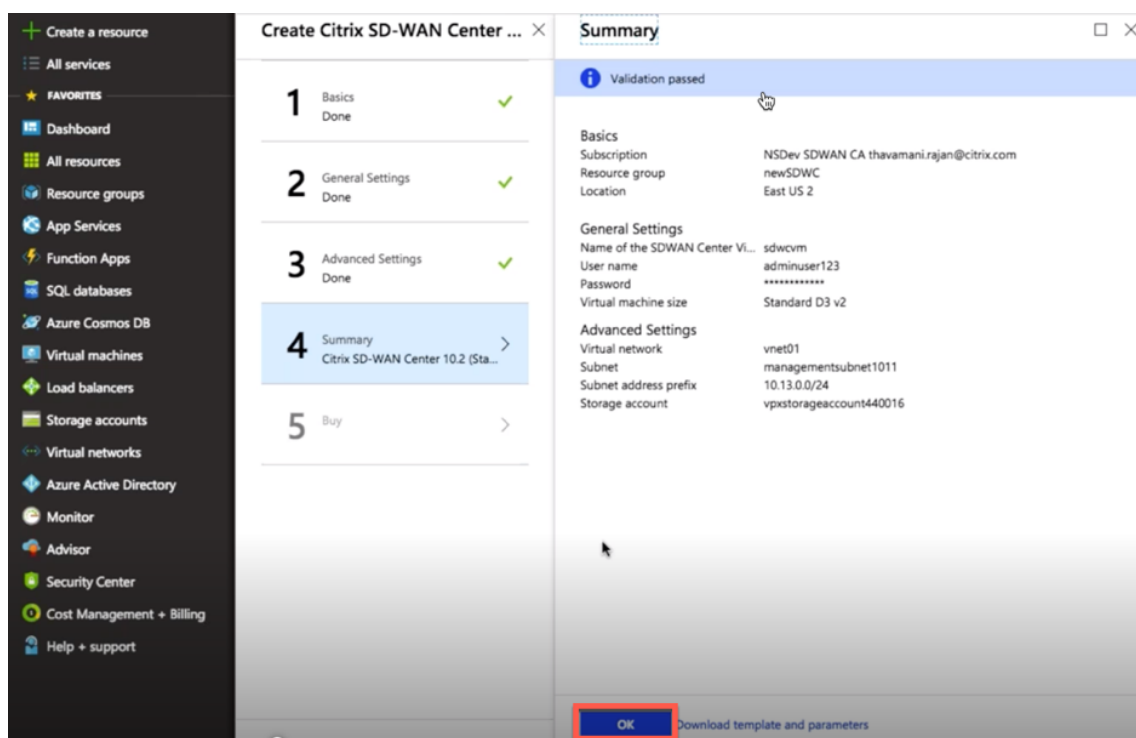 Create a resource
All services
FAVORITES
Dashboard
All resources
Resource groups
App Services
Function Apps
SQL databases
Azure Cosmos DB
Virtual machines
Load balancers
Storage accounts
Virtual networks
Azure Active Directory
Monitor
Advisor
Security Center
Cost Management + Billing
Help + support
Create Citrix SD-WAN Center ...
1 Basics
Done
2 General Settings
Done
3 Advanced Settings
Done
4 Summary
Citrix SD-WAN Center 10.2 (Sta...
5 Buy
Summary
Validation passed
Basics
Subscription NSDev SDWAN CA thavamani.rajan@citrix.com
Resource group newSDWC
Location East US 2
General Settings
Name of the SDWAN Center Vi... sdwcvm
User name adminuser123
Password ************
Virtual machine size Standard D3 v2
Advanced Settings
Virtual network vnet01
Subnet managementsubnet1011
Subnet address prefix 10.13.0.0/24
Storage account vpxstorageaccount440016
OK Download template and parameters